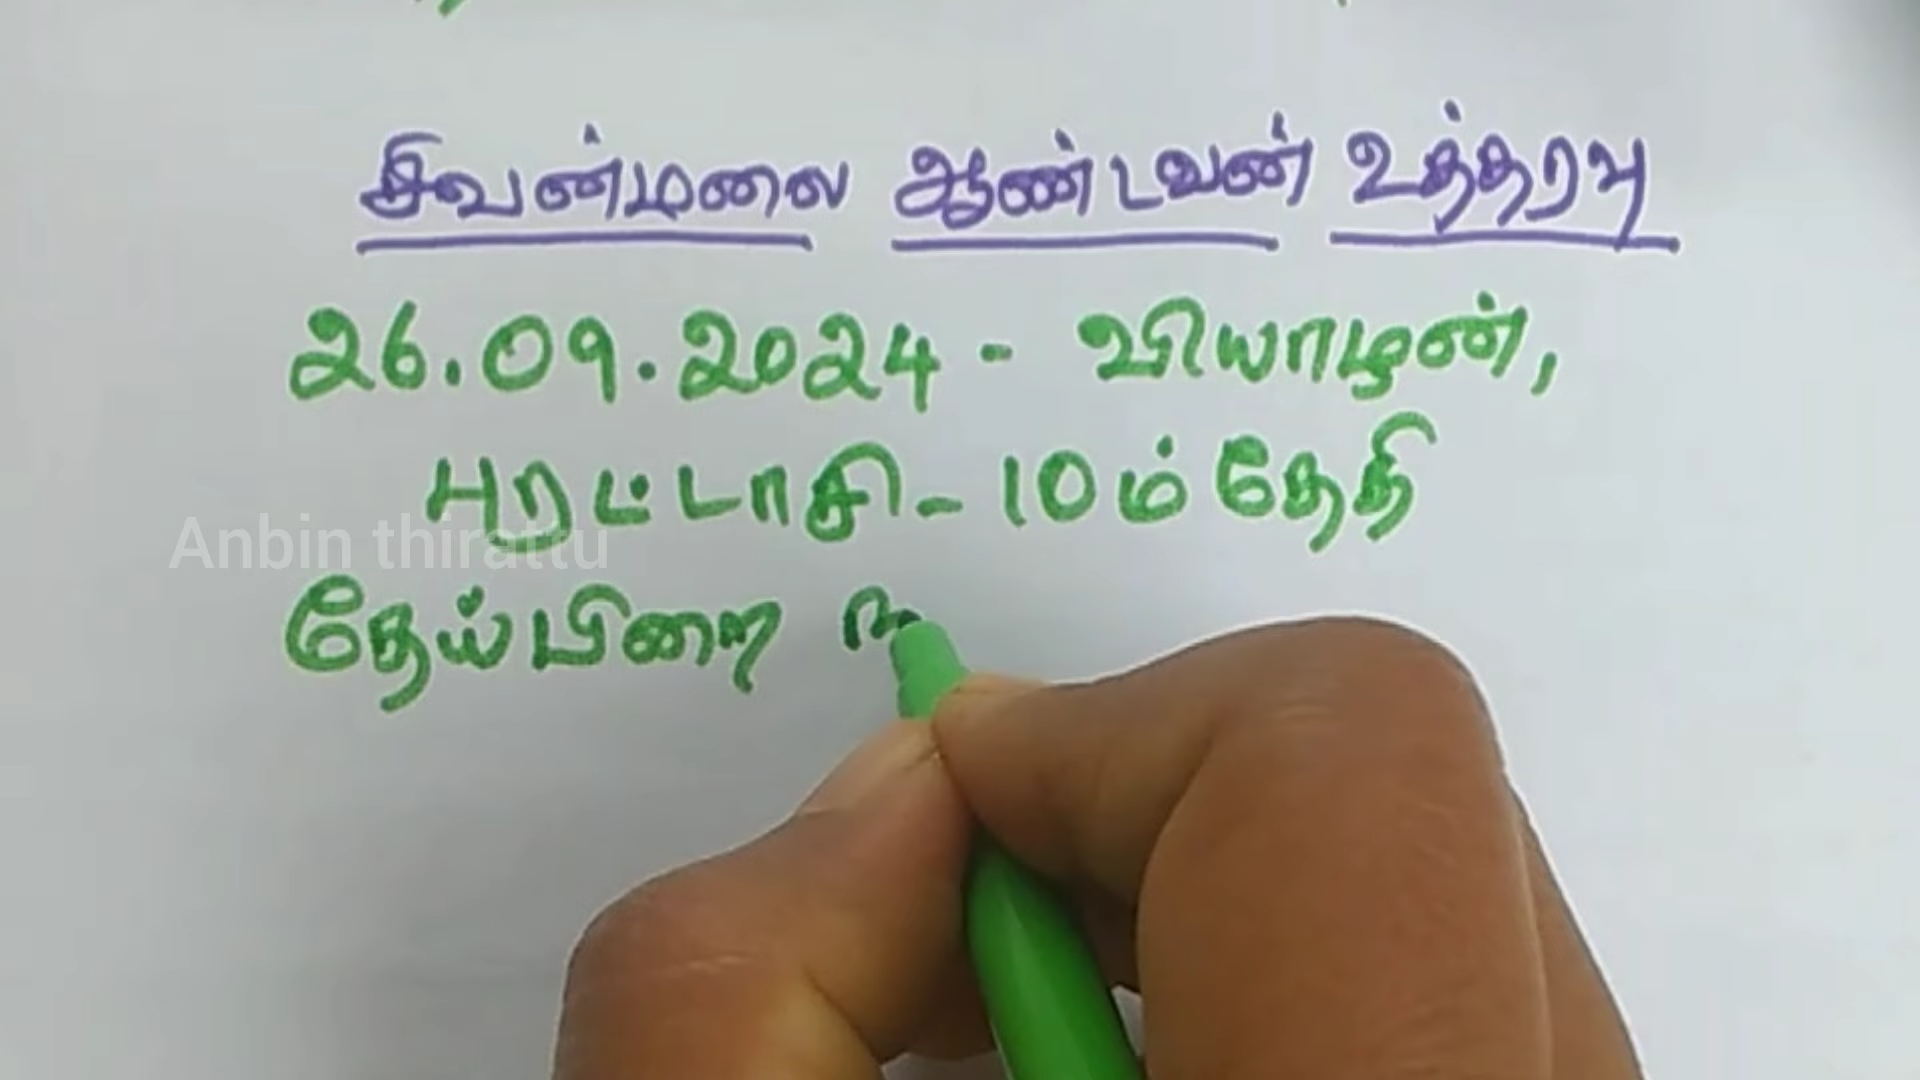 சிவன்மலை ஆண்டவன் உத்தரவு
26.09.2024 - வியாழன்,
புரட்டாசி - 10ம் தேதி
Anbin thirattu
தேய்பிறை ந